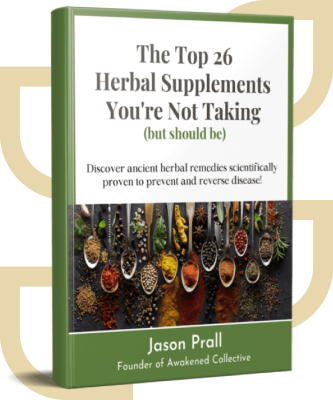 The Top 26
Herbal Supplements
You're Not Taking
(but should be)
Discover ancient herbal remedies scientifically
proven to prevent and reverse disease!
Jason Prall
Founder of Awakened Collective